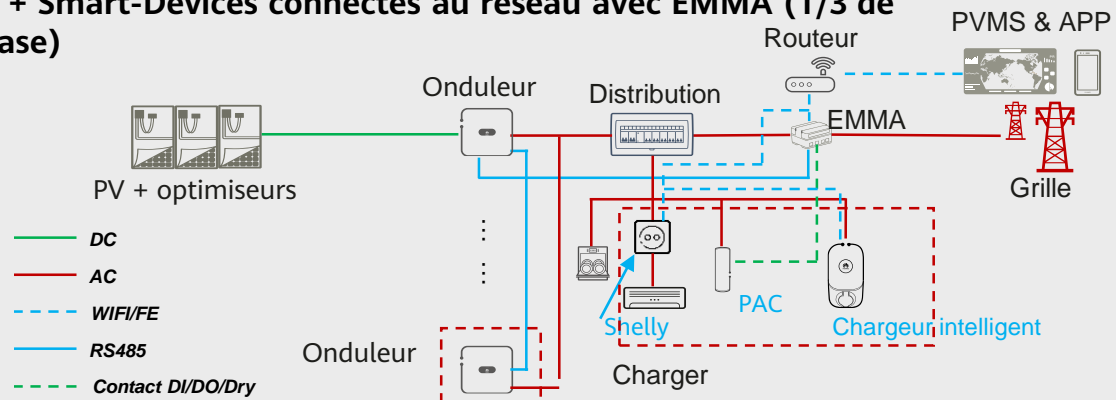 + Smart-Devices connectés au réseau avec EMMA (1/3 de
ase)
PVMS & APP
Routeur
Onduleur
Distribution
EMMA
Grille
PV + optimiseurs
DC
AC
WIFI/FE
RS485
Contact DI/DO/Dry
PAC
Shelly
Chargeur intelligent
Onduleur
Charger